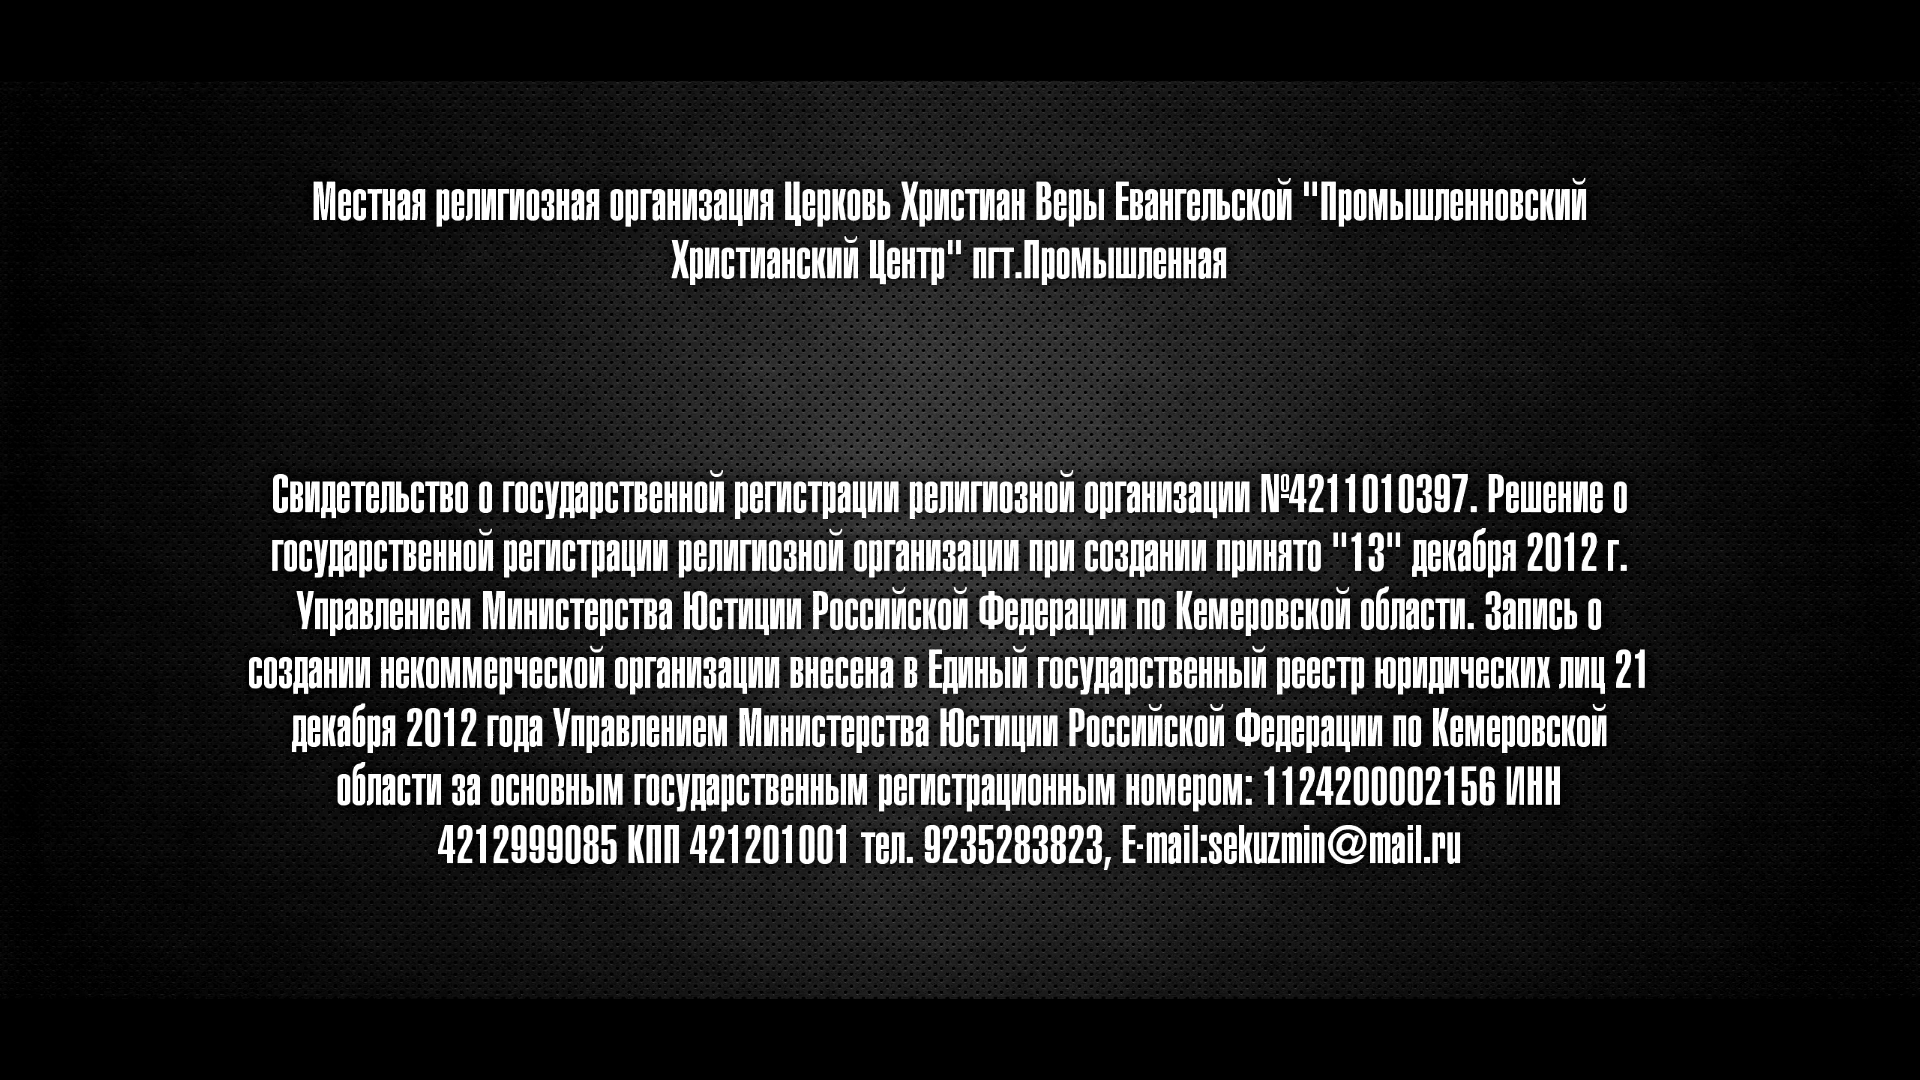 Местная религиозная организация Церковь Христиан Веры Евангельской "Промышленновский
Христианский Центр" пгт.Промышленная
Свидетельство о государственной регистрации религиозной организации №4211010397. Решение о
государственной регистрации религиозной организации при создании принято "13" декабря 2012 г.
Управлением Министерства Юстиции Российской Федерации по Кемеровской области. Запись о
создании некоммерческой организации внесена в Единый государственный реестр юридических лиц 21
декабря 2012 года Управлением Министерства Юстиции Российской Федерации по Кемеровской
области за основным государственным регистрационным номером: 1124200002156 ИНН
4212999085 КПП 421201001 тел. 9235283823, E-mail:sekuzmin@mail.ru